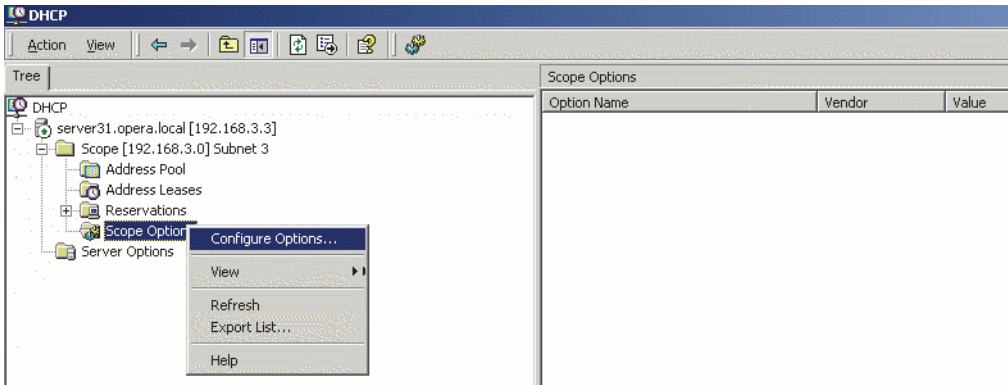 DHCP
Action View
Tree
Scope Options
DHCP
Option Name Vendor Value
server31.opera.local [192.168.3.3]
Scope [192.168.3.0] Subnet 3
Address Pool
Address Leases
Reservations
Scope Option
Server Options
Configure Options...
View
Refresh
Export List...
Help